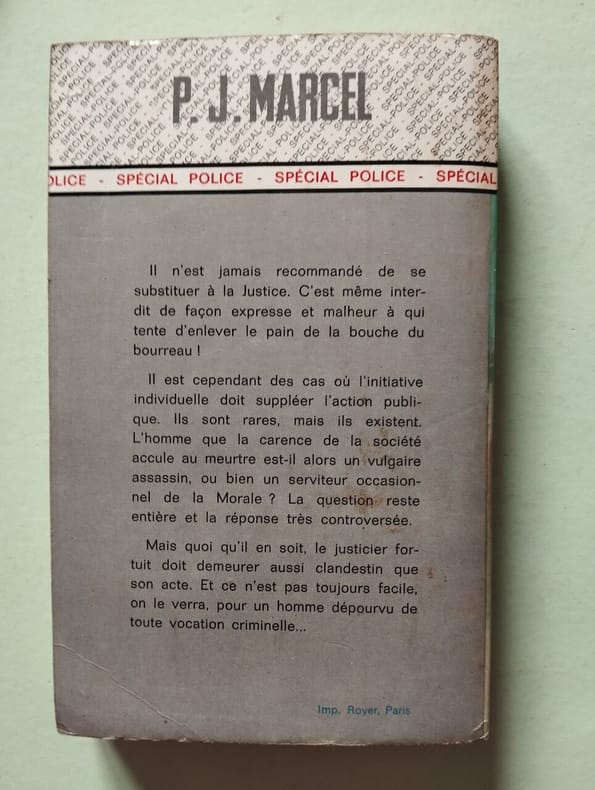 P. J. MARCEL
OLICE - SPÉCIAL POLICE - SPÉCIAL POLICE - SPÉCIAL
Il n'est jamais recommandé de se
substituer à la Justice. C'est même inter-
dit de façon expresse et malheur à qui
tente d'enlever le pain de la bouche du
bourreau !
Il est cependant des cas où l'initiative
individuelle doit suppléer l'action publi-
que. Ils sont rares, mais ils existent.
L'homme que la carence de la société
accule au meurtre est-il alors un vulgaire
assassin, ou bien un serviteur occasion-
nel de la Morale ? La question reste
entière et la réponse très controversée.
Mais quoi qu'il en soit, le justicier for-
tuit doit demeurer aussi clandestin que
son acte. Et ce n'est pas toujours facile,
on le verra, pour un homme dépourvu de
toute vocation criminelle...
Imp. Royer, Paris